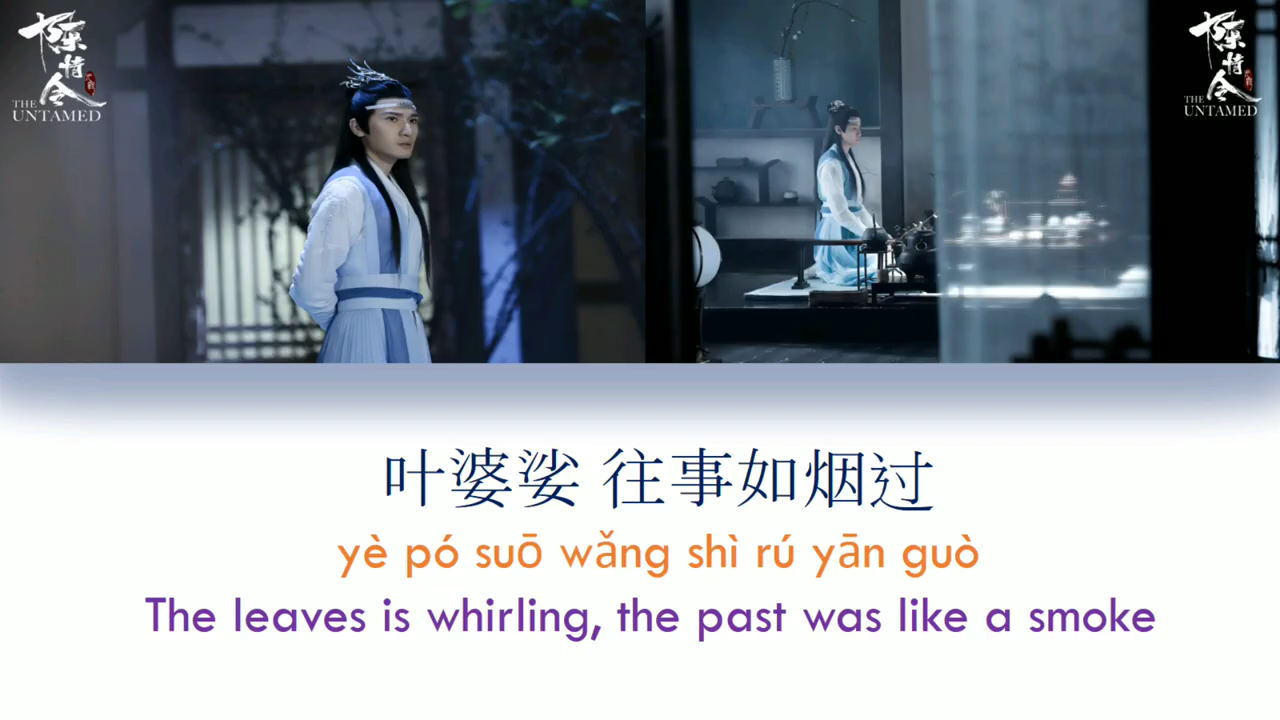 陈情令
THE
UNTAMED
陈情令
THE
UNTAMED
叶婆娑 往事如烟过
yè pó suō wǎng shì rú yān guò
The leaves is whirling, the past was like a smoke